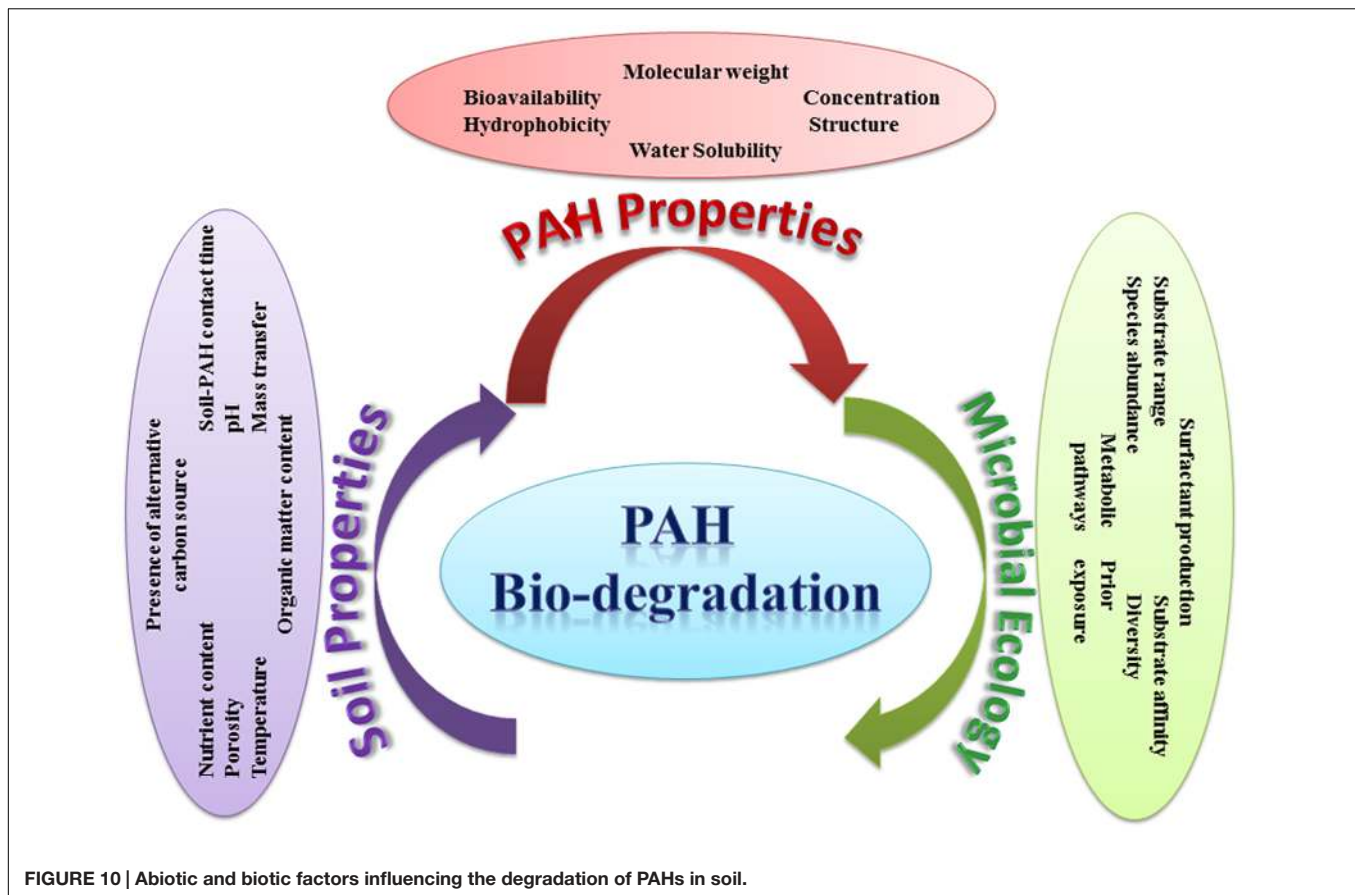 Molecular weight
Bioavailability
Concentration
Hydrophobicity
Structure
Water Solubility
PAH Properties
Presence of alternative
carbon source
Soil-PAH contact time
pH
Mass transfer
Nutrient content
Porosity
Temperature
Organic matter content
Soil Properties
PAH
Bio-degradation
Microbial Ecology
Substrate range
Species abundance
Surfactant production
Metabolic
pathways
Prior
exposure
Substrate affinity
Diversity
FIGURE 10 | Abiotic and biotic factors influencing the degradation of PAHs in soil.